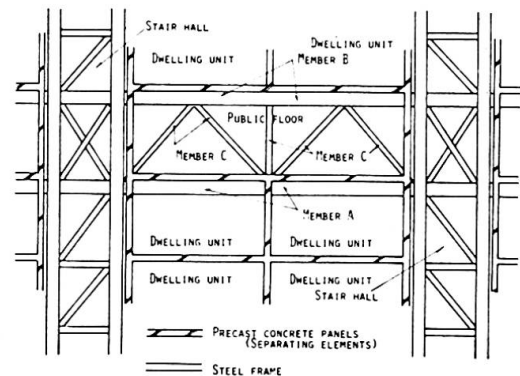 STAIR HALL
DWELLING UNIT
DWELLING UNIT
MEMBER B
PUBLIC FLOOR
MEMBER C
MEMBER C
MEMBER A
DWELLING UNIT
DWELLING UNIT
DWELLING UNIT
DWELLING UNIT
STAIR HALL
PRECAST CONCRETE PANELS
(SEPARATING ELEMENTS)
STEEL FRAME